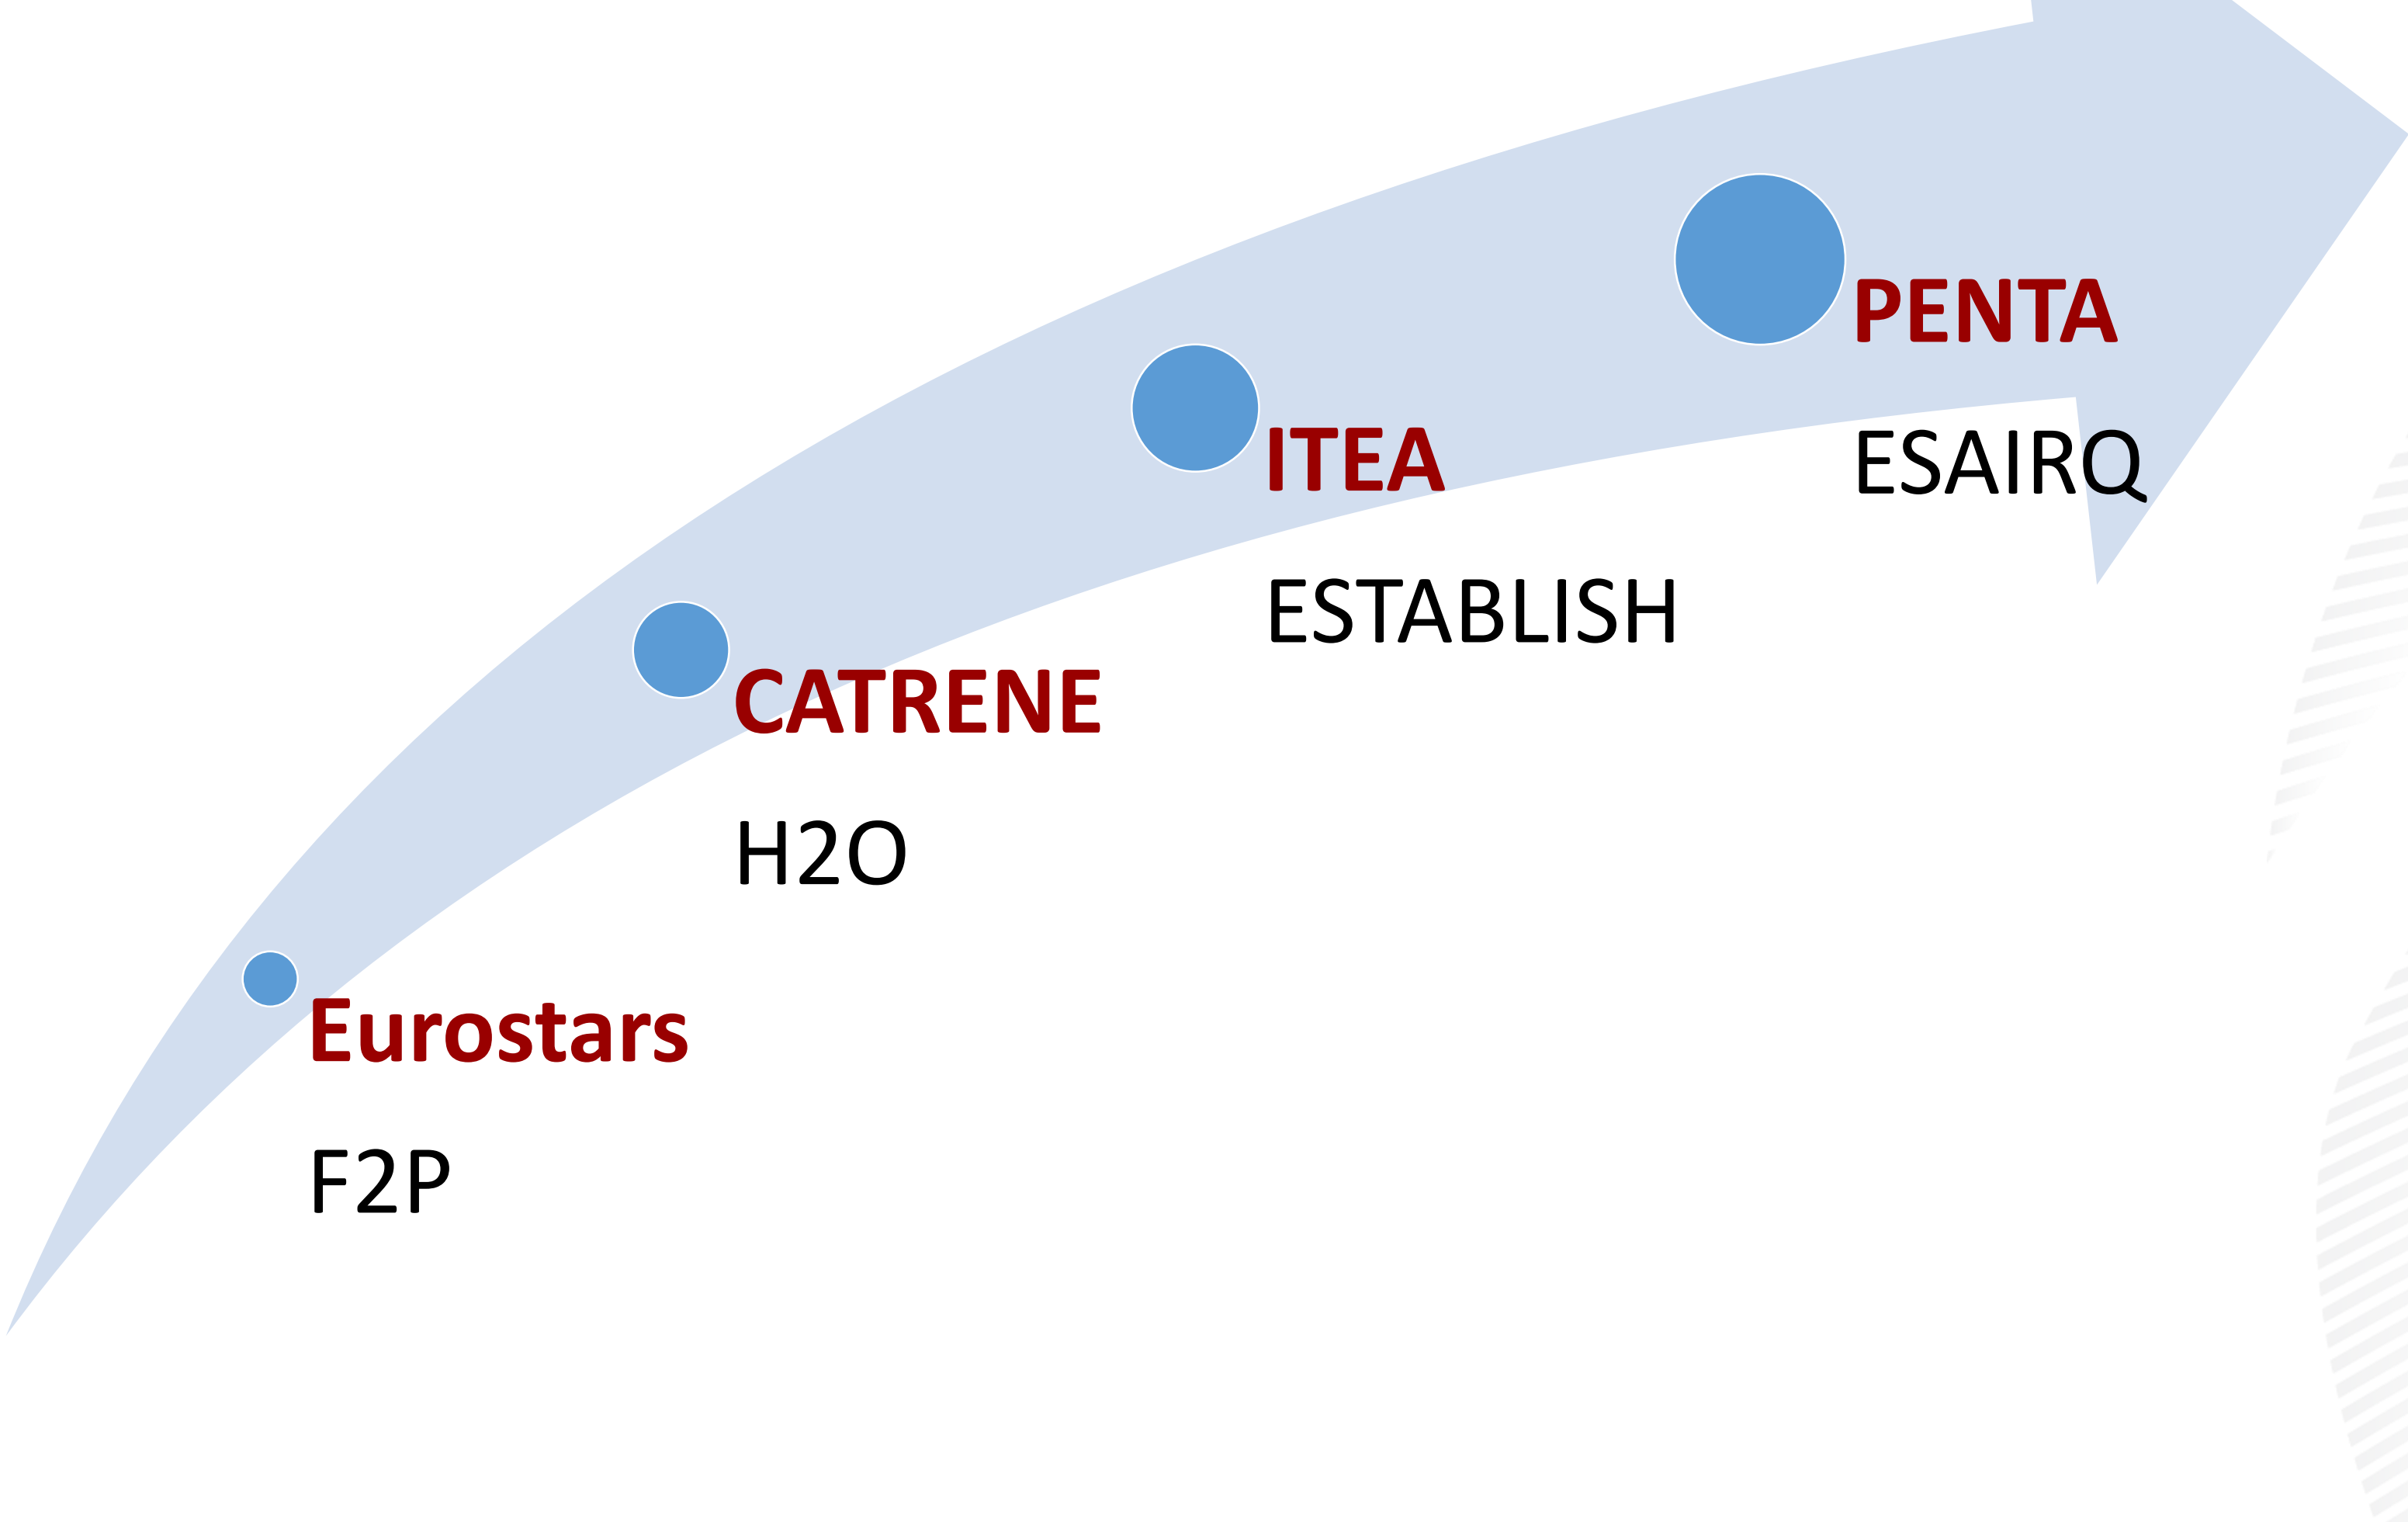 PENTA
ESAIRQ
ITEA
ESTABLISH
CATRENE
H2O
Eurostars
F2P